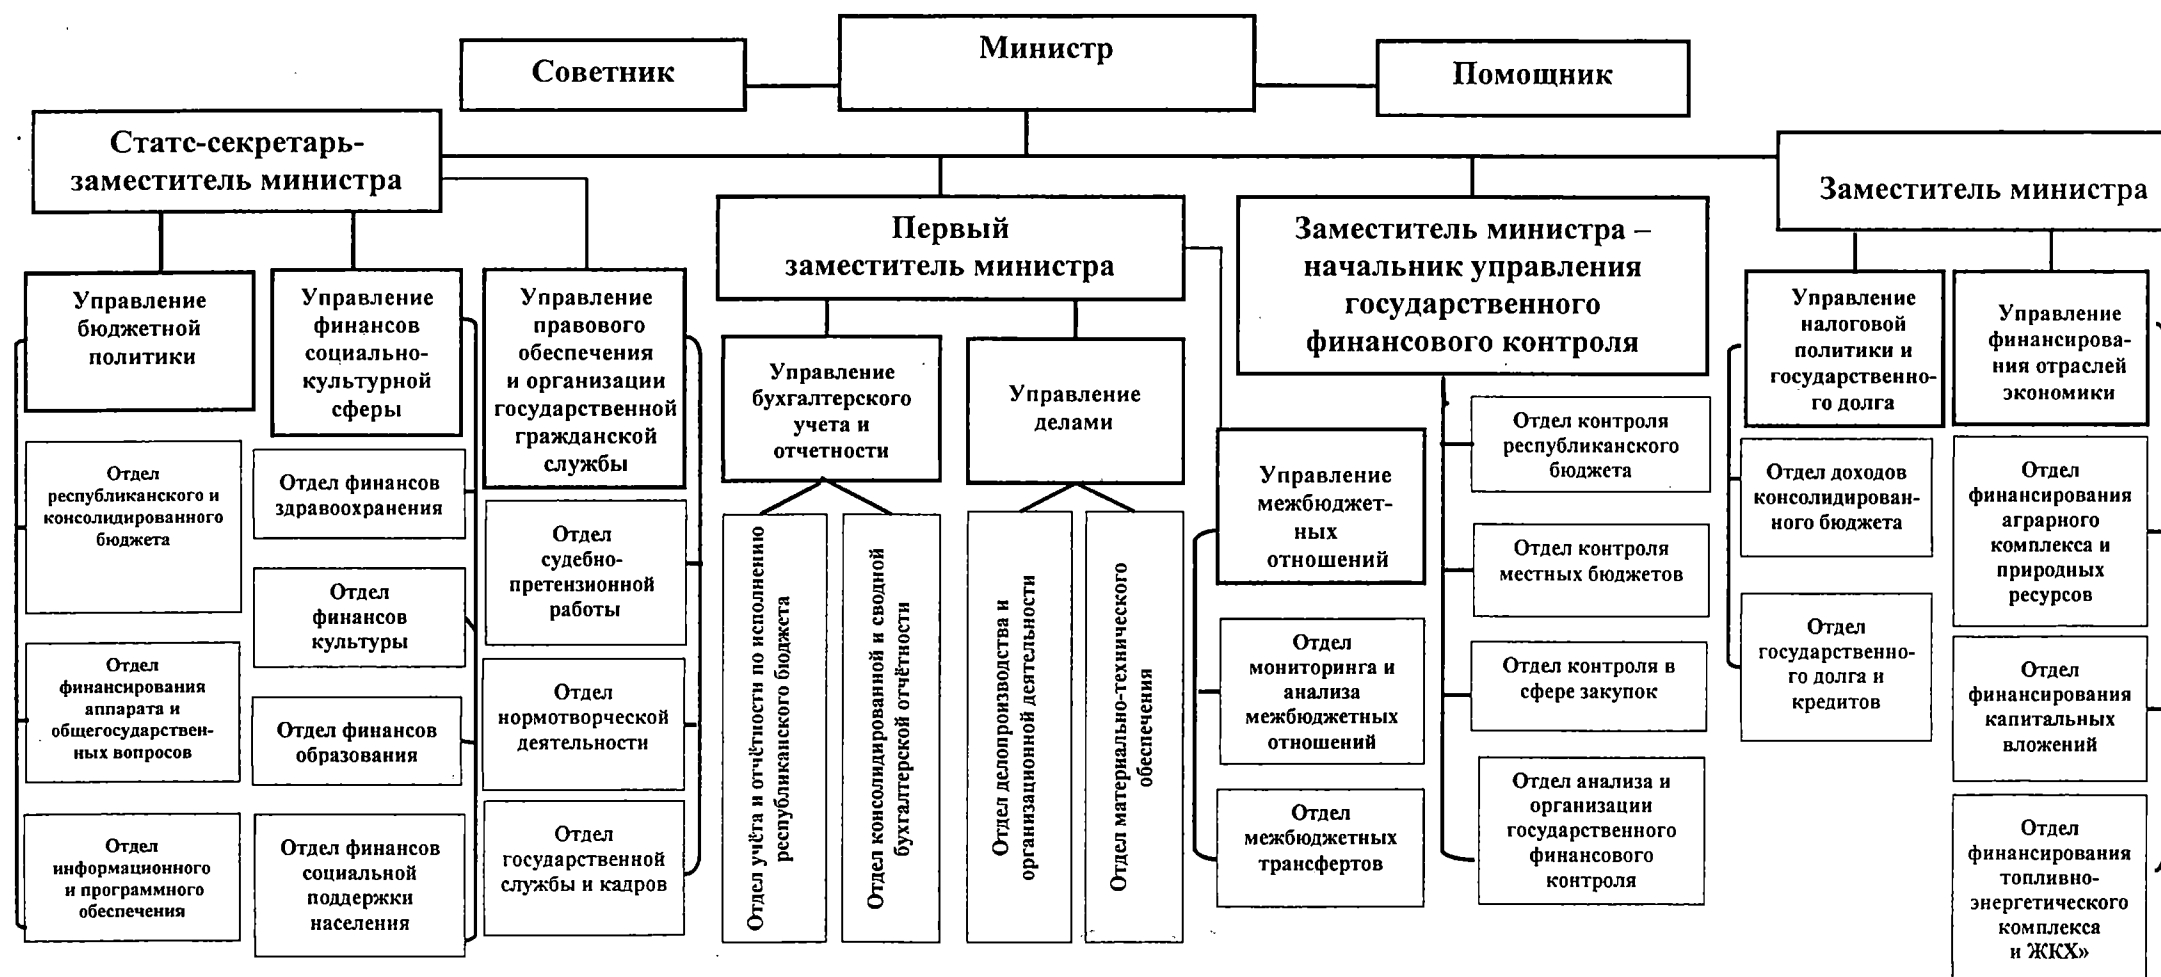 Министр
Советник
Помощник
Статс-секретарь-
заместитель министра
Первый
заместитель министра
Заместитель министра –
начальник управления
государственного
финансового контроля
Заместитель министра
Управление
бюджетной
политики
Управление
финансов
социально-
культурной
сферы
Управление
правового
обеспечения
и организации
государственной
гражданской
службы
Управление
бухгалтерского
учета и
отчетности
Управление
делами
Управление
межбюджет-
ных
отношений
Управление
налоговой
политики и
государственно-
го долга
Управление
финансирова-
ния отраслей
экономики
Отдел
республиканского и
консолидированного
бюджета
Отдел
финансирования
аппарата и
общегосударствен-
ных вопросов
Отдел
информационного
и программного
обеспечения
Отдел финансов
здравоохранения
Отдел
финансов
культуры
Отдел финансов
образования
Отдел финансов
социальной
поддержки
населения
Отдел
судебно-
претензионной
работы
Отдел
нормотворческой
деятельности
Отдел
государственной
службы и кадров
Отдел учёта и отчётности по исполнению
республиканского бюджета
Отдел консолидированной и сводной
бухгалтерской отчётности
Отдел делопроизводства и
организационной деятельности
Отдел материально-технического
обеспечения
Отдел
мониторинга и
анализа
межбюджетных
отношений
Отдел
межбюджетных
трансфертов
Отдел контроля
республиканского
бюджета
Отдел контроля
местных бюджетов
Отдел контроля в
сфере закупок
Отдел анализа и
организации
государственного
финансового
контроля
Отдел доходов
консолидирован-
ного бюджета
Отдел
государственно-
го долга и
кредитов
Отдел
финансирования
аграрного
комплекса и
природных
ресурсов
Отдел
финансирования
капитальных
вложений
Отдел
финансирования
топливно-
энергетического
комплекса
и ЖКХ»